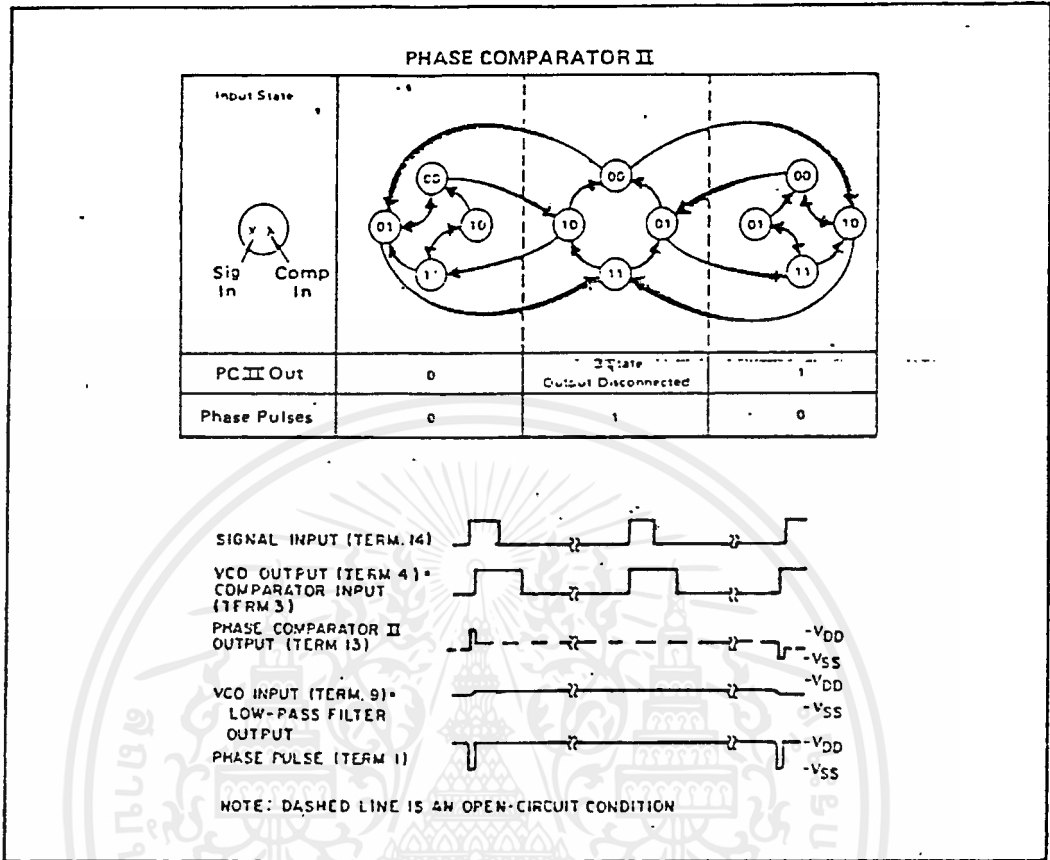 PHASE COMPARATOR II
Input State
X X
Sig In
Comp In
00
01
10
11
00
10
01
11
00
01
10
11
PC II Out
0
3-State
Output Disconnected
1
Phase Pulses
0
1
0
SIGNAL INPUT (TERM. 14)
VCO OUTPUT (TERM 4) =
COMPARATOR INPUT
(TERM 3)
PHASE COMPARATOR II
OUTPUT (TERM 13)
-VDD
-VSS
VCO INPUT (TERM. 9) =
LOW-PASS FILTER
OUTPUT
-VDD
-VSS
PHASE PULSE (TERM 1)
-VDD
-VSS
NOTE: DASHED LINE IS AN OPEN-CIRCUIT CONDITION